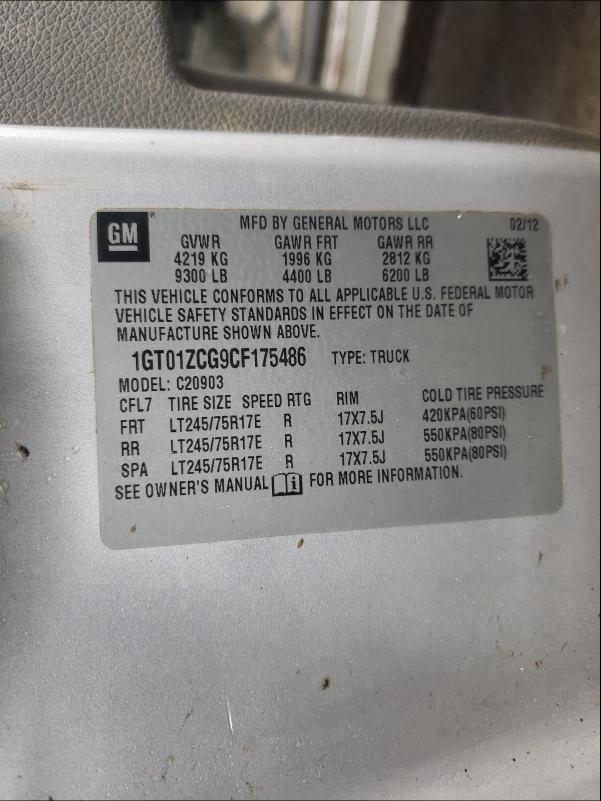 GM
MFD BY GENERAL MOTORS LLC 02/12
GVWR GAWR FRT GAWR RR
4219 KG 1996 KG 2812 KG
9300 LB 4400 LB 6200 LB
THIS VEHICLE CONFORMS TO ALL APPLICABLE U.S. FEDERAL MOTOR
VEHICLE SAFETY STANDARDS IN EFFECT ON THE DATE OF
MANUFACTURE SHOWN ABOVE.
1GT01ZCG9CF175486 TYPE: TRUCK
MODEL: C20903
CFL7 TIRE SIZE SPEED RTG RIM COLD TIRE PRESSURE
FRT LT245/75R17E R 17X7.5J 420KPA(60PSI)
RR LT245/75R17E R 17X7.5J 550KPA(80PSI)
SPA LT245/75R17E R 17X7.5J 550KPA(80PSI)
SEE OWNER'S MANUAL i FOR MORE INFORMATION.